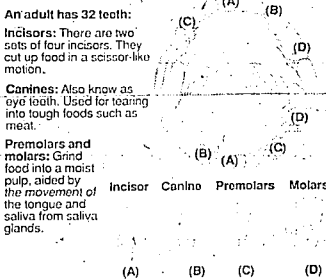 An adult has 32 teeth:
Incisors: There are two
sets of four incisors. They
cut up food in a scissor-like
motion.
Canines: Also know as
eye teeth. Used for tearing
into tough foods such as
meat.
Premolars and
molars: Grind
food into a moist
pulp, aided by
the movement of
the tongue and
saliva from saliva
glands.
(A)
(B)
(C)
(D)
(D)
(C)
(B)
(A)
Incisor Canine Premolars Molars
(A) (B) (C) (D)